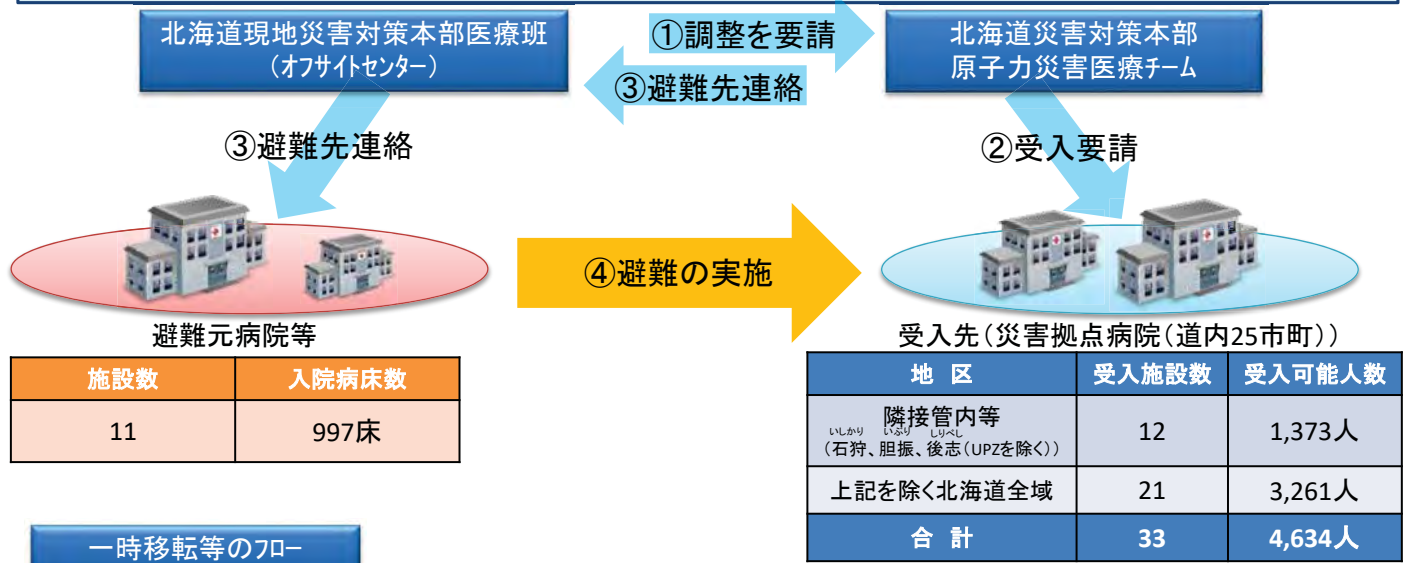 北海道現地災害対策本部医療班
（オフサイトセンター）
①調整を要請
③避難先連絡
北海道災害対策本部
原子力災害医療チーム
③避難先連絡
②受入要請
④避難の実施
避難元病院等
施設数 入院病床数
11 997床
受入先（災害拠点病院（道内25市町））
地 区 受入施設数 受入可能人数
隣接管内等 12 1,373人
いしかり いぶり しりべし
（石狩、胆振、後志（UPZを除く））
上記を除く北海道全域 21 3,261人
合 計 33 4,634人
一時移転等のフロー